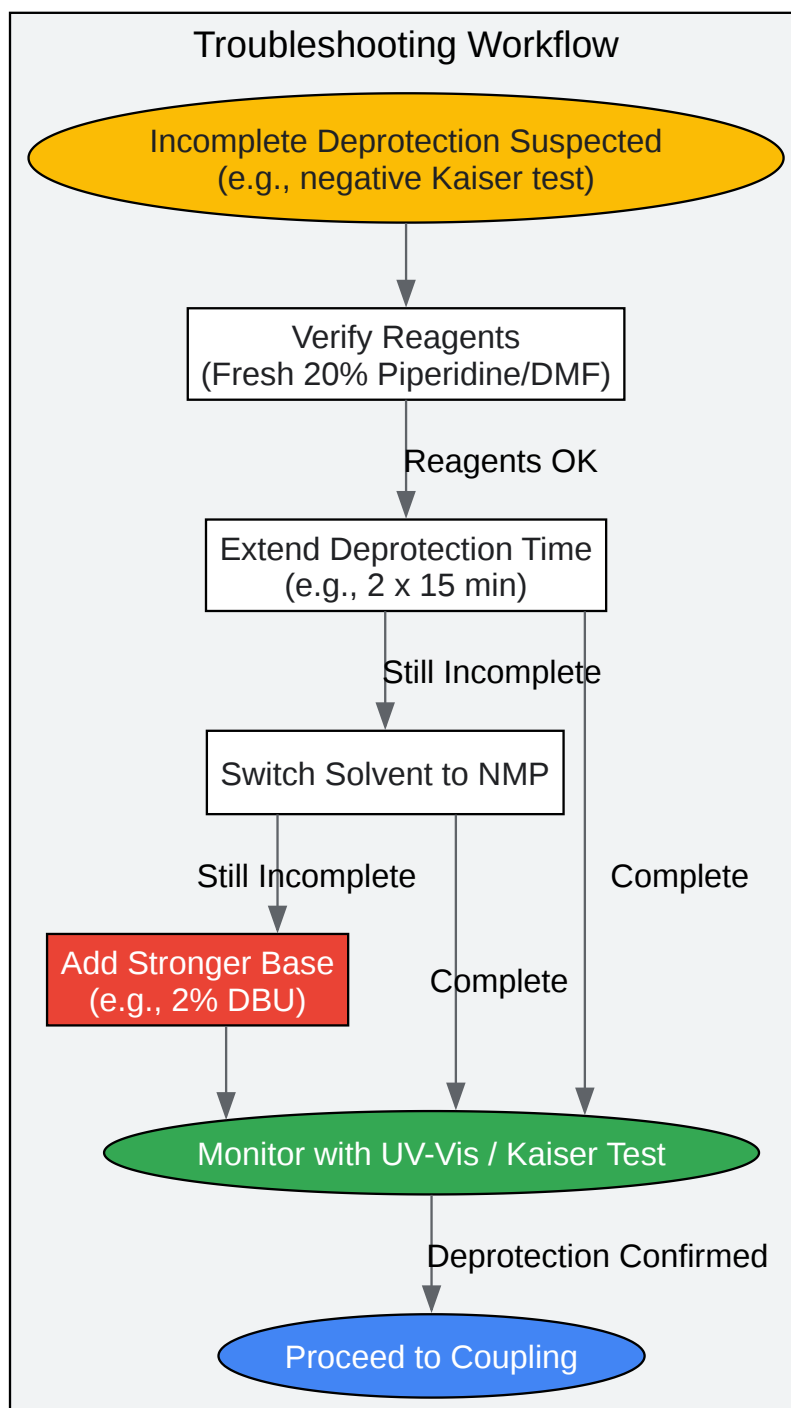 Troubleshooting Workflow
Incomplete Deprotection Suspected
(e.g., negative Kaiser test)
Verify Reagents
(Fresh 20% Piperidine/DMF)
Reagents OK
Extend Deprotection Time
(e.g., 2 x 15 min)
Still Incomplete
Switch Solvent to NMP
Still Incomplete
Complete
Add Stronger Base
(e.g., 2% DBU)
Complete
Monitor with UV-Vis / Kaiser Test
Deprotection Confirmed
Proceed to Coupling